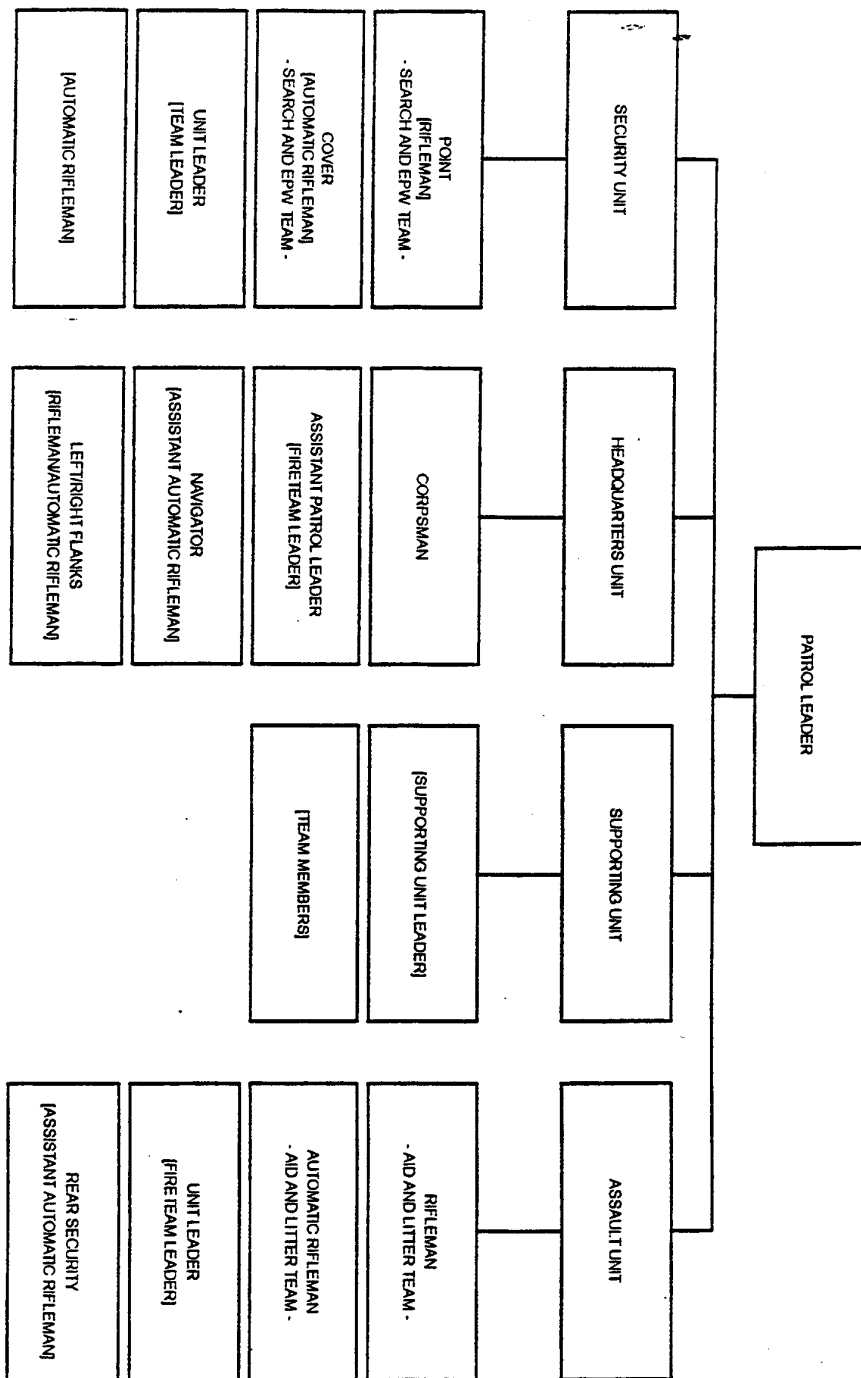 PATROL LEADER
SECURITY UNIT
HEADQUARTERS UNIT
SUPPORTING UNIT
ASSAULT UNIT
POINT
[RIFLEMAN]
- SEARCH AND EPW TEAM -
COVER
[AUTOMATIC RIFLEMAN]
- SEARCH AND EPW TEAM -
UNIT LEADER
[TEAM LEADER]
[AUTOMATIC RIFLEMAN]
CORPSMAN
ASSISTANT PATROL LEADER
[FIRETEAM LEADER]
NAVIGATOR
[ASSISTANT AUTOMATIC RIFLEMAN]
LEFT/RIGHT FLANKS
[RIFLEMAN/AUTOMATIC RIFLEMAN]
[SUPPORTING UNIT LEADER]
[TEAM MEMBERS]
RIFLEMAN
- AID AND LITTER TEAM -
AUTOMATIC RIFLEMAN
- AID AND LITTER TEAM -
UNIT LEADER
[FIRETEAM LEADER]
REAR SECURITY
[ASSISTANT AUTOMATIC RIFLEMAN]